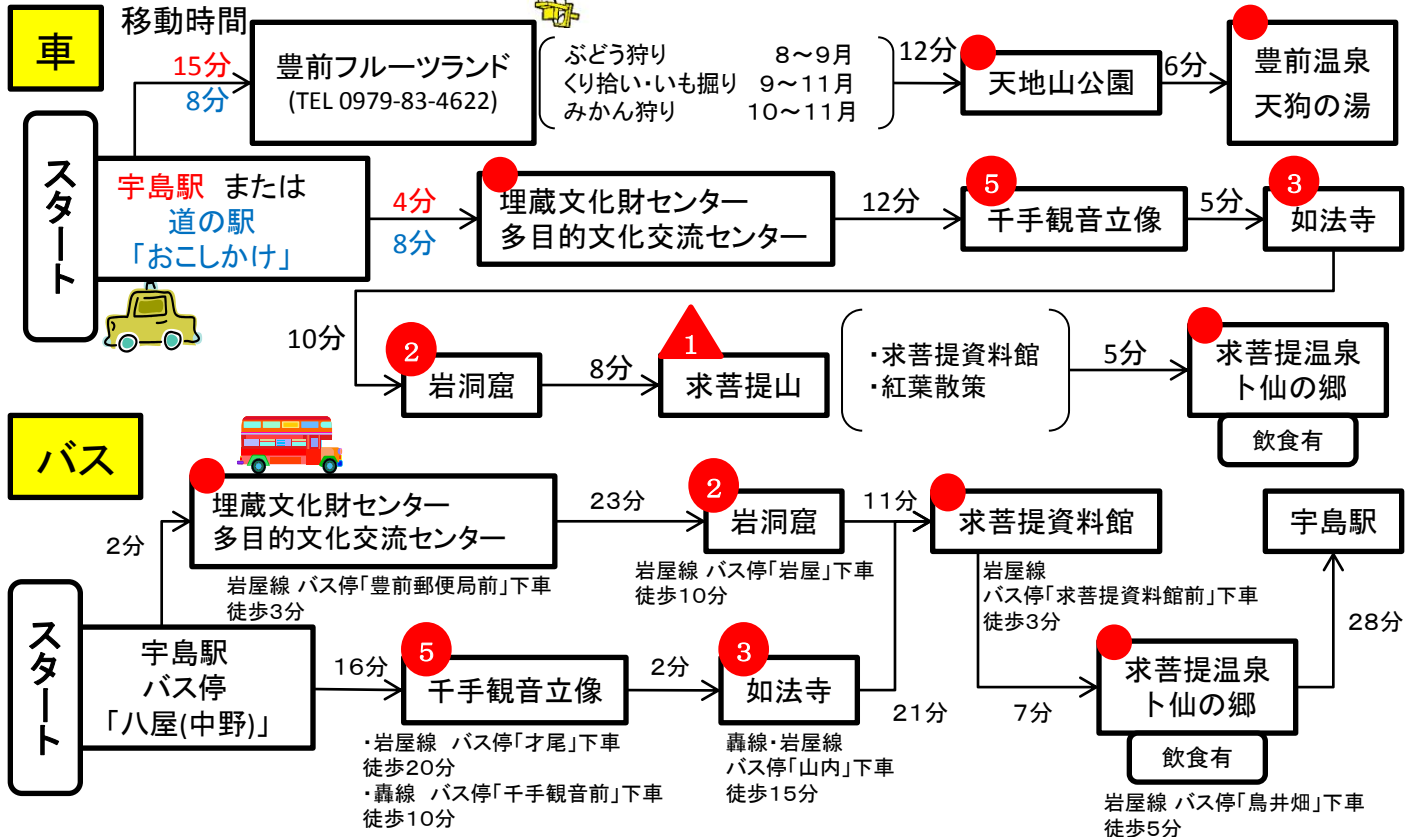 車
移動時間
15分
8分
豊前フルーツランド
(TEL 0979-83-4622)
ぶどう狩り 8～9月
くり拾い・いも掘り 9～11月
みかん狩り 10～11月
12分
天地山公園
6分
豊前温泉
天狗の湯
スタート
宇島駅 または
道の駅
「おこしかけ」
4分
8分
埋蔵文化財センター
多目的文化交流センター
12分
5
千手観音立像
5分
3
如法寺
10分
2
岩洞窟
8分
1
求菩提山
・求菩提資料館
・紅葉散策
5分
求菩提温泉
卜仙の郷
飲食有
バス
スタート
宇島駅
バス停
「八屋(中野)」
2分
埋蔵文化財センター
多目的文化交流センター
岩屋線 バス停「豊前郵便局前」下車
徒歩3分
23分
2
岩洞窟
岩屋線 バス停「岩屋」下車
徒歩10分
11分
求菩提資料館
岩屋線
バス停「求菩提資料館前」下車
徒歩3分
16分
5
千手観音立像
・岩屋線 バス停「才尾」下車
徒歩20分
・轟線 バス停「千手観音前」下車
徒歩10分
2分
3
如法寺
轟線・岩屋線
バス停「山内」下車
徒歩15分
21分
7分
求菩提温泉
卜仙の郷
飲食有
岩屋線 バス停「鳥井畑」下車
徒歩5分
28分
宇島駅